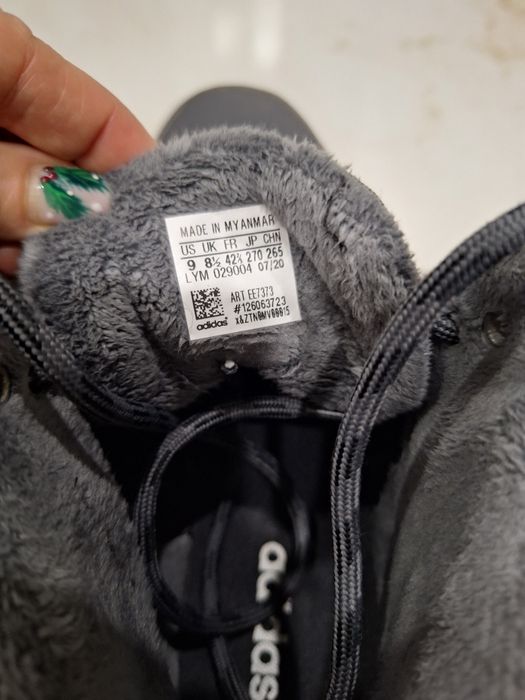 MADE IN MYANMAR
US UK FR JP CHN
9 8½ 42⅔ 270 265
LYM 029004 07/20
ART EE7373
#126063723
adidas
adidas